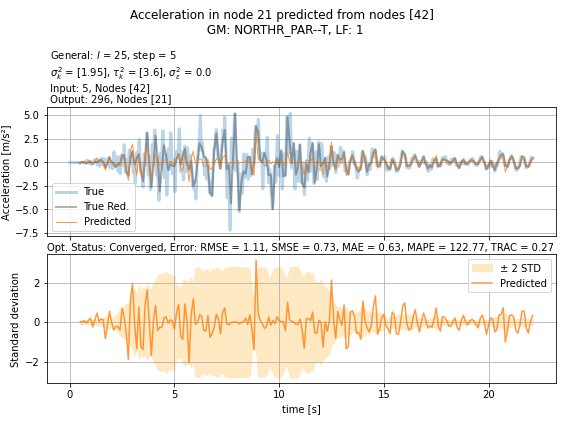 Acceleration in node 21 predicted from nodes [42]
GM: NORTHR_PAR--T, LF: 1
General: l = 25, step = 5
σ²ₖ = [1.95], τ²ₖ = [3.6], σ²ε = 0.0
Input: 5, Nodes [42]
Output: 296, Nodes [21]
Acceleration [m/s²]
5.0
2.5
0.0
−2.5
−5.0
−7.5
True
True Red.
Predicted
Opt. Status: Converged, Error: RMSE = 1.11, SMSE = 0.73, MAE = 0.63, MAPE = 122.77, TRAC = 0.27
Standard deviation
2
0
−2
± 2 STD
Predicted
0 5 10 15 20
time [s]